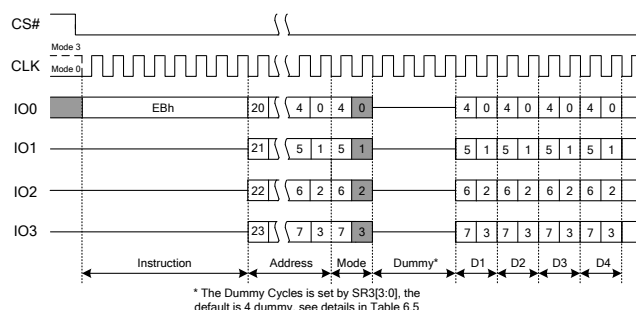 CS#
Mode 3
CLK Mode 0
IO0 EBh 20 4 0 4 0 4 0 4 0 4 0 4 0
IO1 21 5 1 5 1 5 1 5 1 5 1 5 1
IO2 22 6 2 6 2 6 2 6 2 6 2 6 2
IO3 23 7 3 7 3 7 3 7 3 7 3 7 3
Instruction Address Mode Dummy* D1 D2 D3 D4
* The Dummy Cycles is set by SR3[3:0], the
default is 4 dummy, see details in Table 6.5